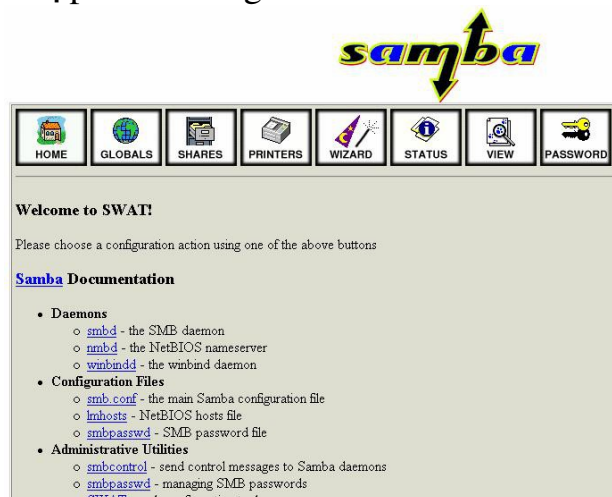 samba
HOME GLOBALS SHARES PRINTERS WIZARD STATUS VIEW PASSWORD
Welcome to SWAT!
Please choose a configuration action using one of the above buttons
Samba Documentation
• Daemons
o smbd - the SMB daemon
o nmbd - the NetBIOS nameserver
o winbindd - the winbind daemon
• Configuration Files
o smb.conf - the main Samba configuration file
o lmhosts - NetBIOS hosts file
o smbpasswd - SMB password file
• Administrative Utilities
o smbcontrol - send control messages to Samba daemons
o smbpasswd - managing SMB passwords